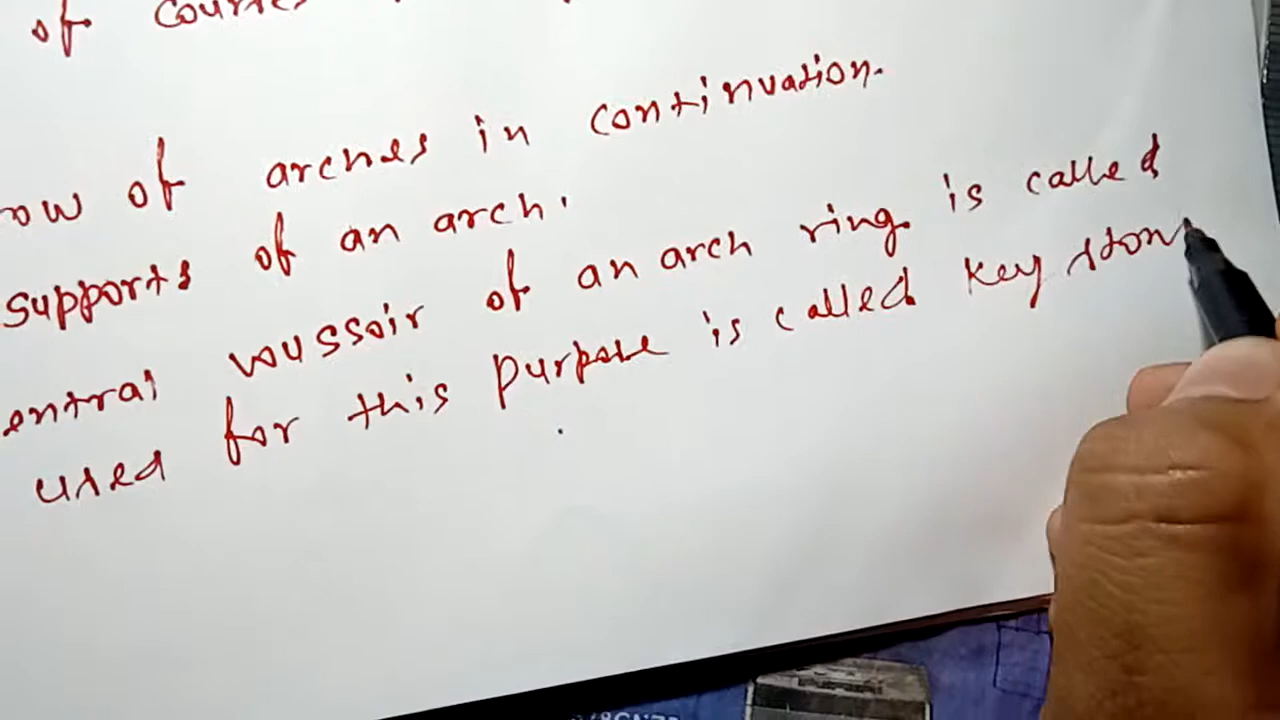 of
row of arches in continuation.
supports of an arch.
entral voussoir of an arch ring is called
used for this purpose is called key ston